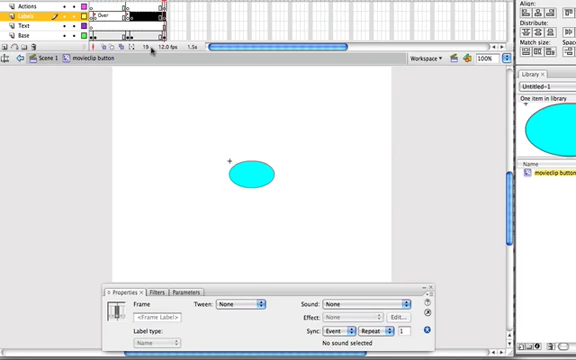 Actions
Labels
Over
Text
Base
19
12.0 fps
1.5s
Scene 1
movieclip button
Workspace
100%
Align:
Distribute:
Match size:
Library ×
Untitled-1
One item in library
Name
movieclip button
Properties ×
Filters
Parameters
Frame
Tween: None
Sound: None
<Frame Label>
Effect: None
Edit...
Label type:
Sync: Event
Repeat
1
Name
No sound selected